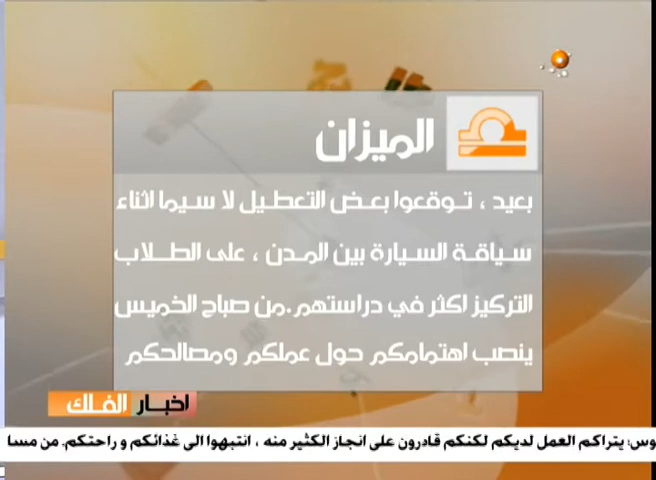 الميزان
بعيد ، توقعوا بعض التعطيل لا سيما اثناء
سياقة السيارة بين المدن ، على الطلاب
التركيز اكثر في دراستهم.من صباح الخميس
ينصب اهتمامكم حول عملكم ومصالحكم
اخبار الفلك
وس: يتراكم العمل لديكم لكنكم قادرون على انجاز الكثير منه ، انتبهوا الى غذائكم و راحتكم. من مسا